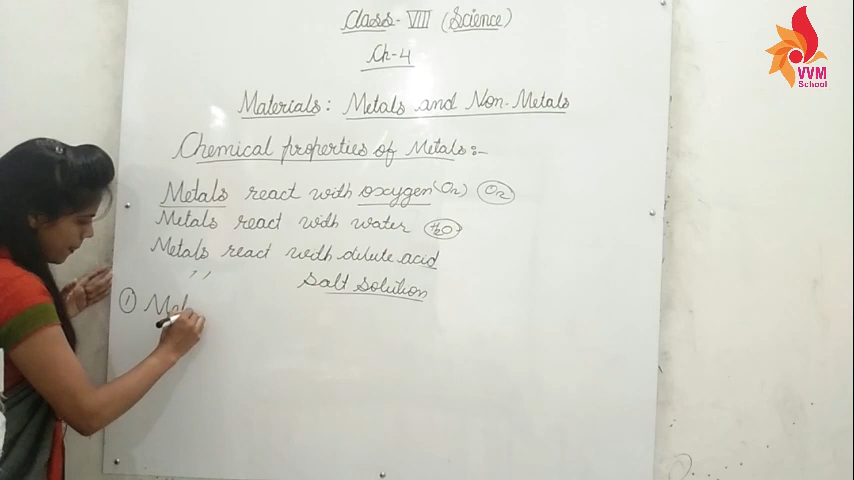 Class - VIII (Science)
Ch-4
Materials: Metals and Non-Metals
Chemical properties of Metals:-
Metals react with oxygen (O2) O2
Metals react with water H2O
Metals react with dilute acid
" salt solution
① Met
VVM
School